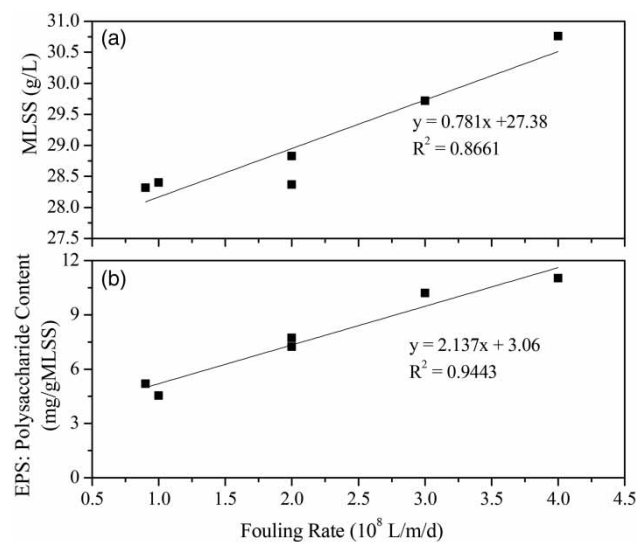 (a)
31.0
30.5
30.0
29.5
29.0
28.5
28.0
27.5
MLSS (g/L)
y = 0.781x +27.38
R² = 0.8661
(b)
12
9
6
3
0
EPS: Polysaccharide Content
(mg/gMLSS)
y = 2.137x + 3.06
R² = 0.9443
0.5 1.0 1.5 2.0 2.5 3.0 3.5 4.0 4.5
Fouling Rate (10⁸ L/m/d)